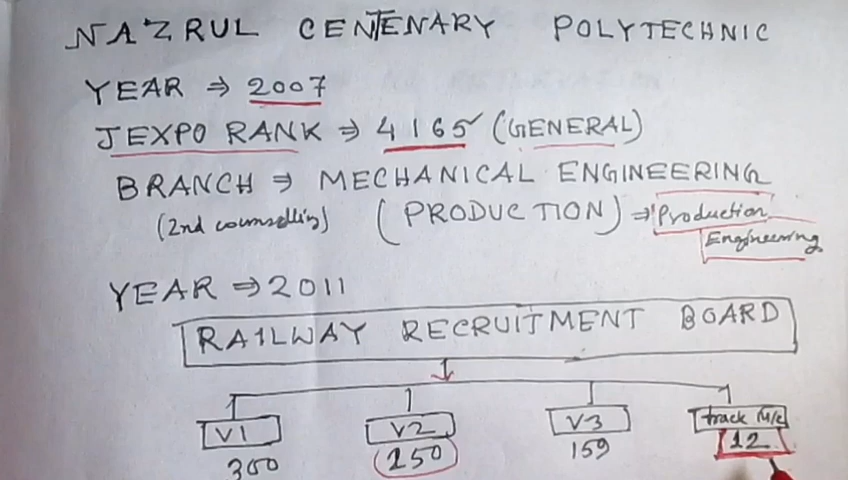 NAZRUL CENTENARY POLYTECHNIC
YEAR ⇒ 2007
JEXPO RANK ⇒ 4165 (GENERAL)
BRANCH ⇒ MECHANICAL ENGINEERING
(2nd counselling) (PRODUCTION) ⇒ Production
Engineering
YEAR ⇒ 2011
RAILWAY RECRUITMENT BOARD
V1 V2 V3 track M/c
300 250 159 12